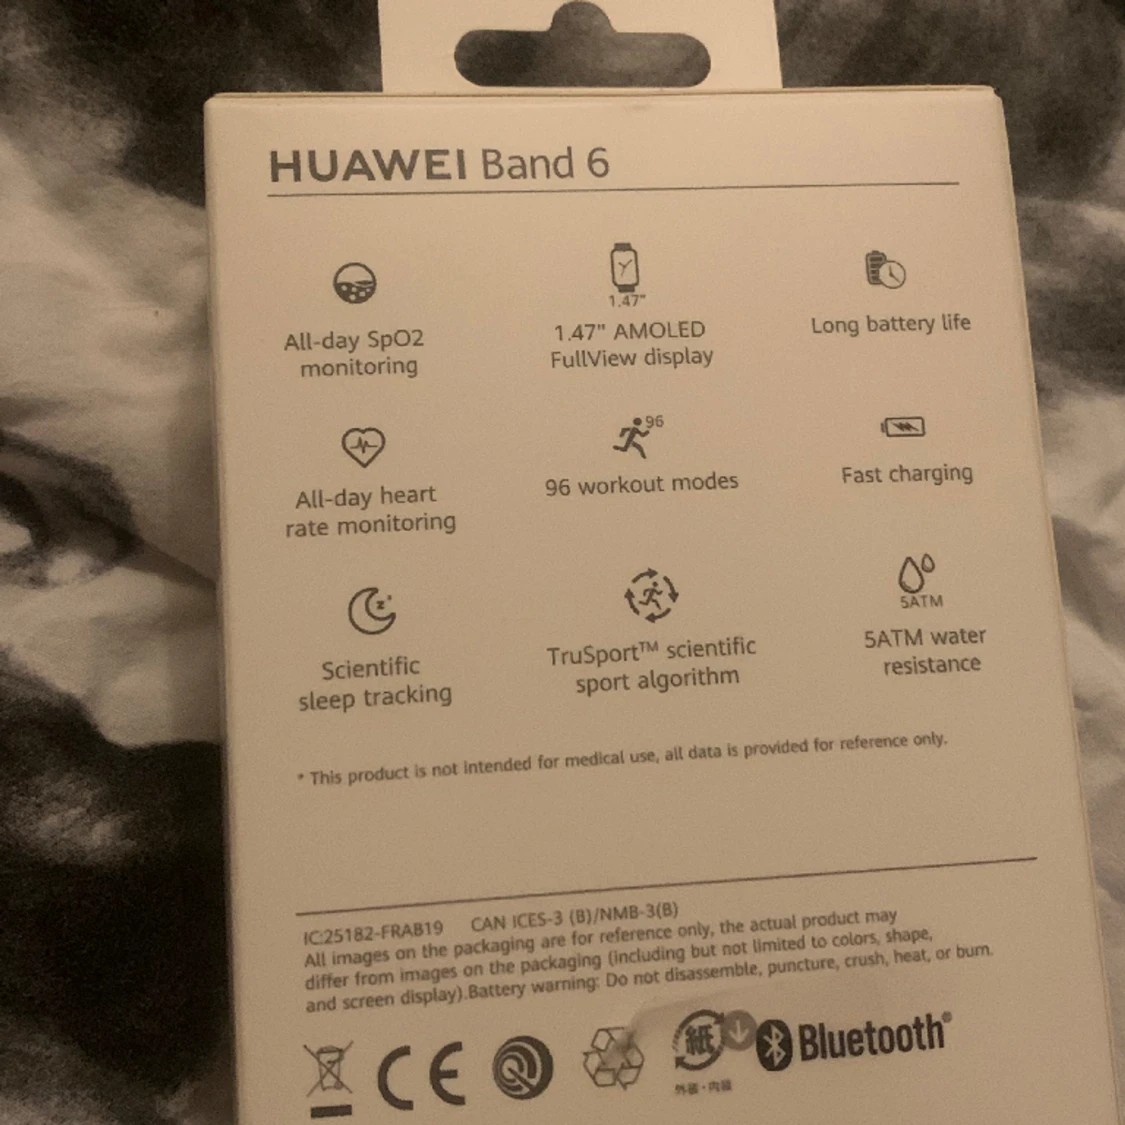 HUAWEI Band 6
1.47"
All-day SpO2
monitoring
1.47" AMOLED
FullView display
Long battery life
96
All-day heart
rate monitoring
96 workout modes
Fast charging
z
5ATM
Scientific
sleep tracking
TruSport™ scientific
sport algorithm
5ATM water
resistance
* This product is not intended for medical use, all data is provided for reference only.
IC:25182-FRAB19 CAN ICES-3 (B)/NMB-3(B)
All images on the packaging are for reference only, the actual product may
differ from images on the packaging (including but not limited to colors, shape,
and screen display).Battery warning: Do not disassemble, puncture, crush, heat, or burn.
CE
紙
Bluetooth®